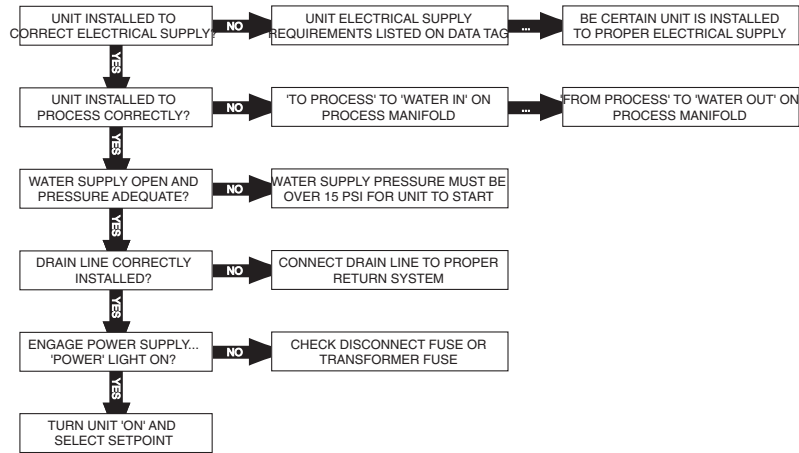 UNIT INSTALLED TO
CORRECT ELECTRICAL SUPPLY?
NO
UNIT ELECTRICAL SUPPLY
REQUIREMENTS LISTED ON DATA TAG
...
BE CERTAIN UNIT IS INSTALLED
TO PROPER ELECTRICAL SUPPLY
YES
UNIT INSTALLED TO
PROCESS CORRECTLY?
NO
'TO PROCESS' TO 'WATER IN' ON
PROCESS MANIFOLD
...
'FROM PROCESS' TO 'WATER OUT' ON
PROCESS MANIFOLD
YES
WATER SUPPLY OPEN AND
PRESSURE ADEQUATE?
NO
WATER SUPPLY PRESSURE MUST BE
OVER 15 PSI FOR UNIT TO START
YES
DRAIN LINE CORRECTLY
INSTALLED?
NO
CONNECT DRAIN LINE TO PROPER
RETURN SYSTEM
YES
ENGAGE POWER SUPPLY...
'POWER' LIGHT ON?
NO
CHECK DISCONNECT FUSE OR
TRANSFORMER FUSE
YES
TURN UNIT 'ON' AND
SELECT SETPOINT